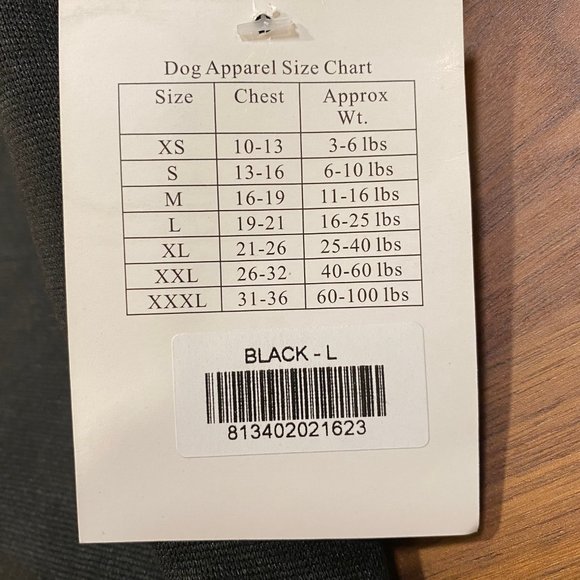 Dog Apparel Size Chart
Size Chest Approx
Wt.
XS 10-13 3-6 lbs
S 13-16 6-10 lbs
M 16-19 11-16 lbs
L 19-21 16-25 lbs
XL 21-26 25-40 lbs
XXL 26-32 40-60 lbs
XXXL 31-36 60-100 lbs
BLACK - L
813402021623